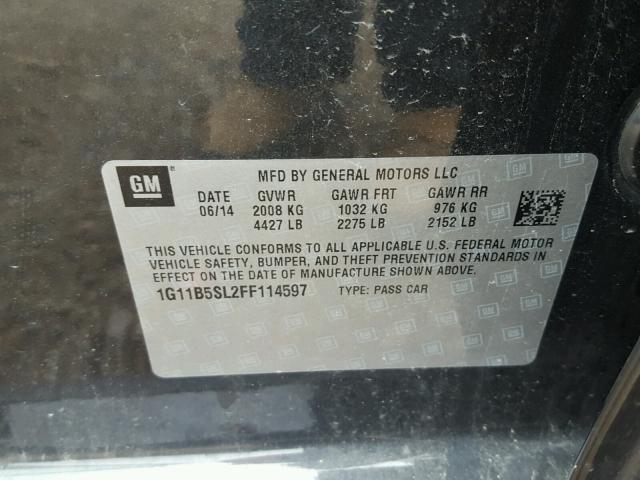 GM
MFD BY GENERAL MOTORS LLC
DATE GVWR GAWR FRT GAWR RR
06/14 2008 KG 1032 KG 976 KG
4427 LB 2275 LB 2152 LB
THIS VEHICLE CONFORMS TO ALL APPLICABLE U.S. FEDERAL MOTOR
VEHICLE SAFETY, BUMPER, AND THEFT PREVENTION STANDARDS IN
EFFECT ON THE DATE OF MANUFACTURE SHOWN ABOVE.
1G11B5SL2FF114597 TYPE: PASS CAR